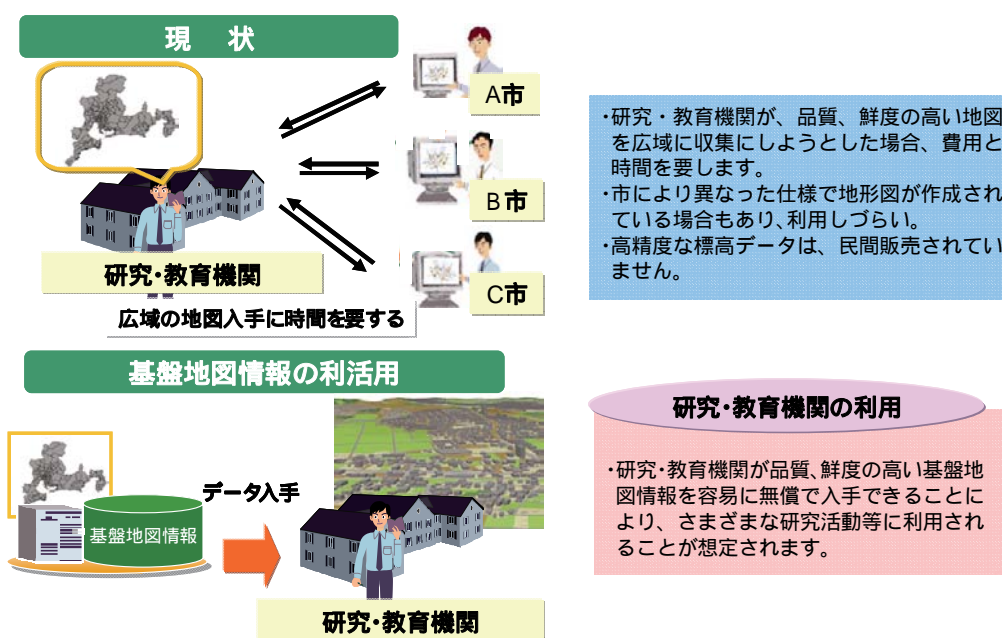 現 状
A市
B市
C市
研究・教育機関
広域の地図入手に時間を要する
・研究・教育機関が、品質、鮮度の高い地図
を広域に収集にしようとした場合、費用と
時間を要します。
・市により異なった仕様で地形図が作成され
ている場合もあり、利用しづらい。
・高精度な標高データは、民間販売されてい
ません。
基盤地図情報の利活用
基盤地図情報
データ入手
研究・教育機関
研究・教育機関の利用
・研究・教育機関が品質、鮮度の高い基盤地
図情報を容易に無償で入手できることに
より、さまざまな研究活動等に利用され
ることが想定されます。